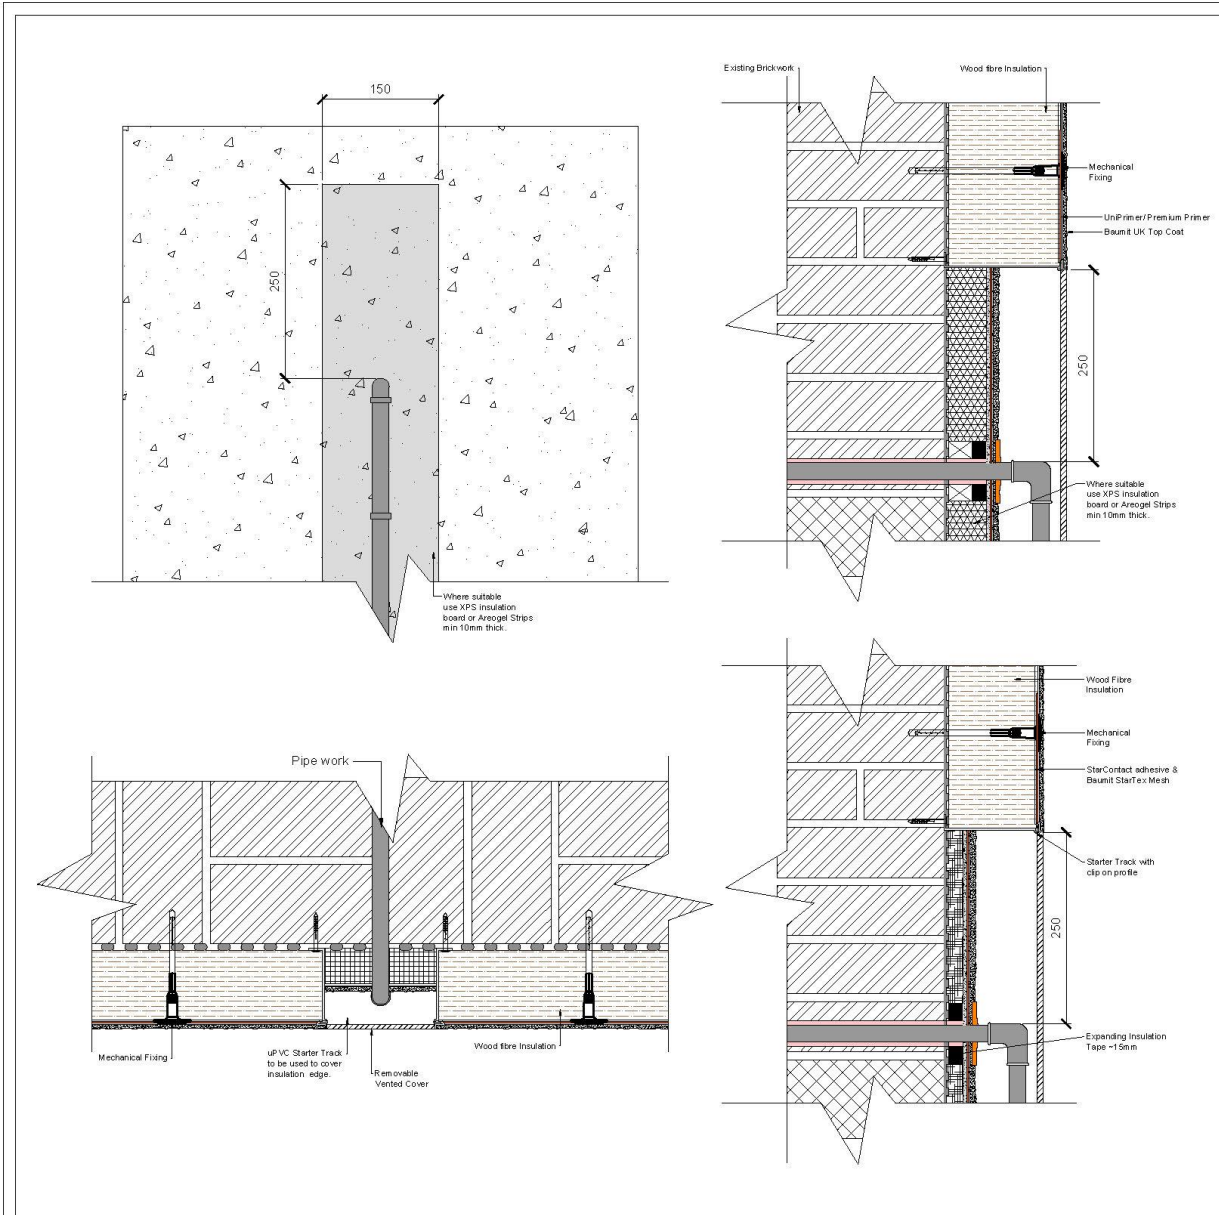 150
250
Where suitable
use XPS insulation
board or Areogel Strips
min 10mm thick.
Existing Brickwork
Wood fibre Insulation
Mechanical
Fixing
UniPrimer/Premium Primer
Baumit UK Top Coat
250
Where suitable
use XPS insulation
board or Areogel Strips
min 10mm thick.
Pipe work
Mechanical Fixing
uPVC Starter Track
to be used to cover
insulation edge.
Removable
Vented Cover
Wood fibre Insulation
Wood Fibre
Insulation
Mechanical
Fixing
StarContact adhesive &
Baumit StarTex Mesh
Starter Track with
clip on profile
250
Expanding Insulation
Tape ~15mm